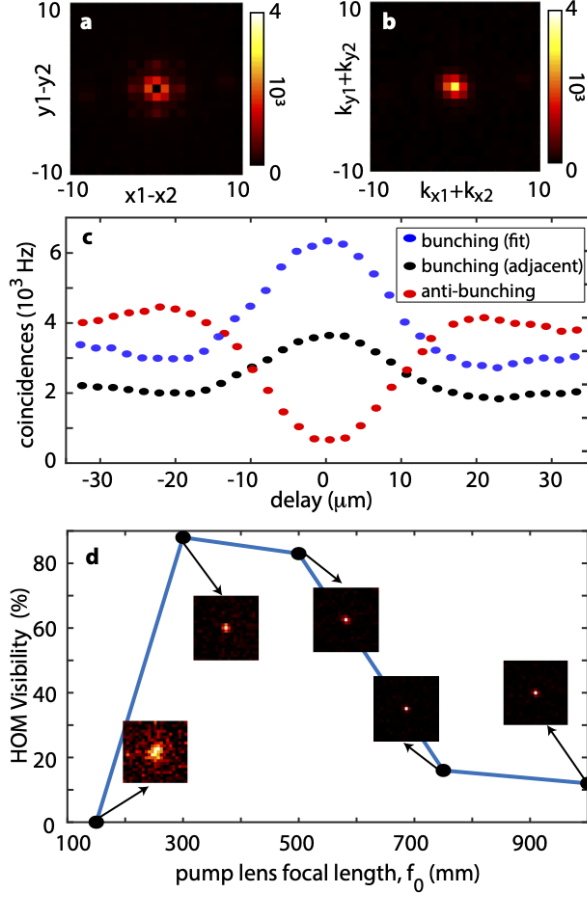 a
10
y1-y2
-10
-10
x1-x2
10
4
10³
0
b
10
ky1+ky2
-10
-10
kx1+kx2
10
4
10³
0
c
bunching (fit)
bunching (adjacent)
anti-bunching
coincidences (10³ Hz)
6
4
2
0
-30
-20
-10
0
10
20
30
delay (μm)
d
HOM Visibility (%)
80
60
40
20
0
100
300
500
700
900
pump lens focal length, f0 (mm)